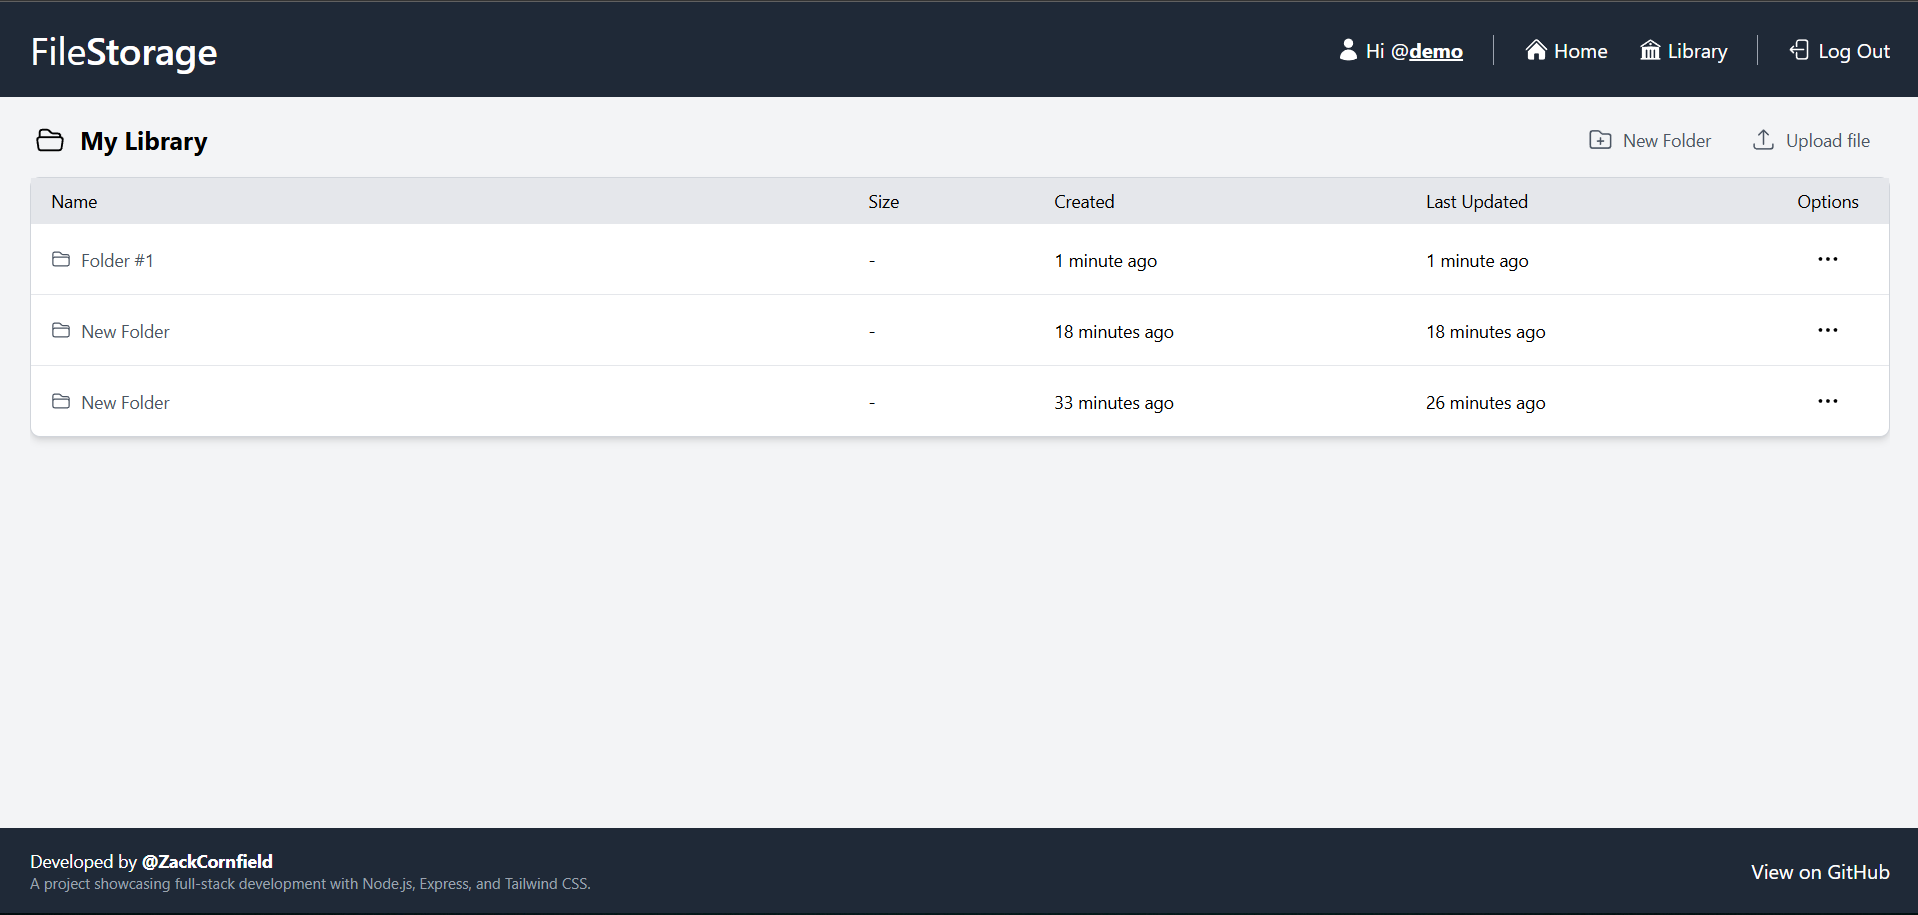 FileStorage
Hi @demo
Home
Library
Log Out
My Library
New Folder
Upload file
Name Size Created Last Updated Options
Folder #1 - 1 minute ago 1 minute ago ···
New Folder - 18 minutes ago 18 minutes ago ···
New Folder - 33 minutes ago 26 minutes ago ···
Developed by @ZackCornfield
A project showcasing full-stack development with Node.js, Express, and Tailwind CSS.
View on GitHub